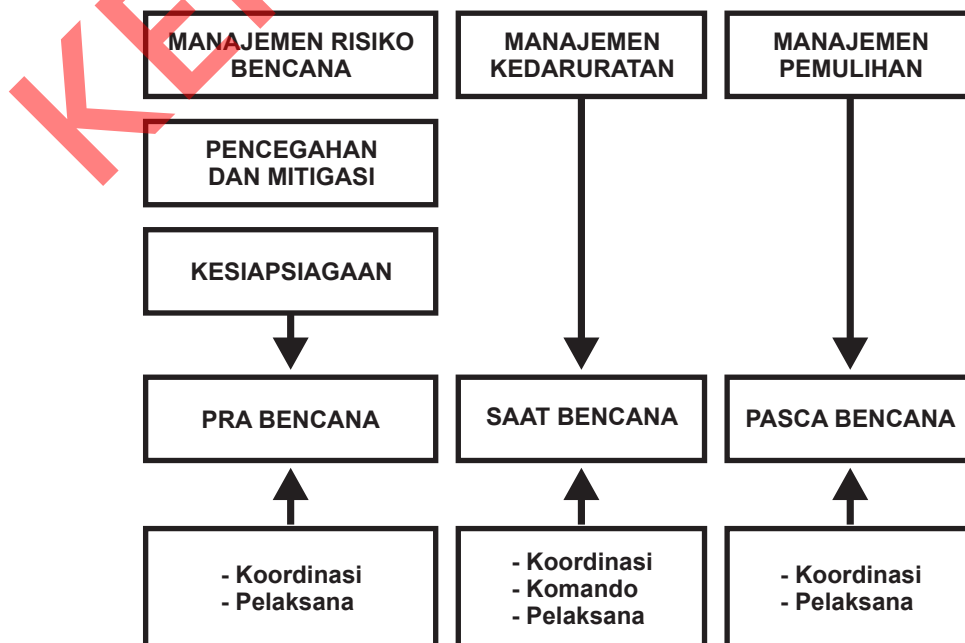 MANAJEMEN RISIKO
BENCANA
MANAJEMEN
KEDARURATAN
MANAJEMEN
PEMULIHAN
PENCEGAHAN
DAN MITIGASI
KESIAPSIAGAAN
PRA BENCANA
SAAT BENCANA
PASCA BENCANA
- Koordinasi
- Pelaksana
- Koordinasi
- Komando
- Pelaksana
- Koordinasi
- Pelaksana